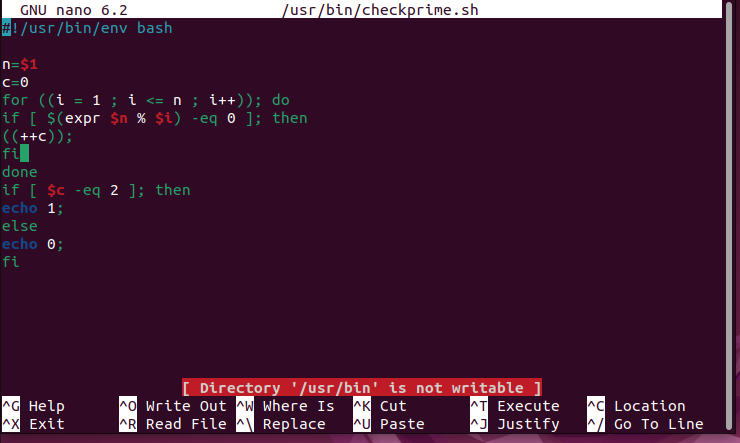 GNU nano 6.2 /usr/bin/checkprime.sh
#!/usr/bin/env bash
n=$1
c=0
for ((i = 1 ; i <= n ; i++)); do
if [ $(expr $n % $i) -eq 0 ]; then
((++c));
fi
done
if [ $c -eq 2 ]; then
echo 1;
else
echo 0;
fi
[ Directory '/usr/bin' is not writable ]
^G Help ^O Write Out ^W Where Is ^K Cut ^T Execute ^C Location
^X Exit ^R Read File ^\ Replace ^U Paste ^J Justify ^/ Go To Line